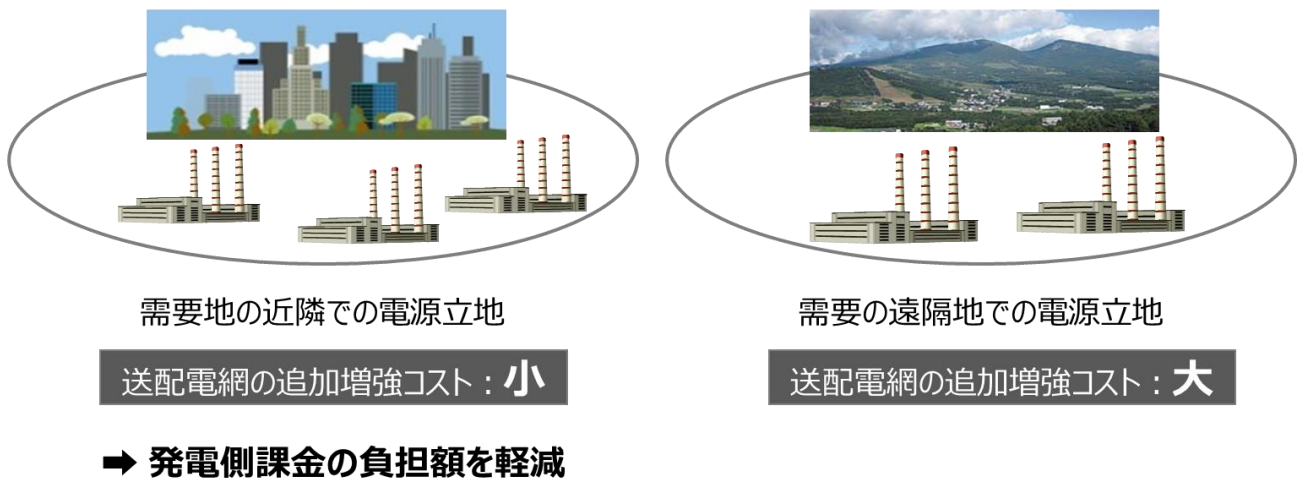 需要地の近隣での電源立地
需要の遠隔地での電源立地
送配電網の追加増強コスト：小
送配電網の追加増強コスト：大
➡ 発電側課金の負担額を軽減